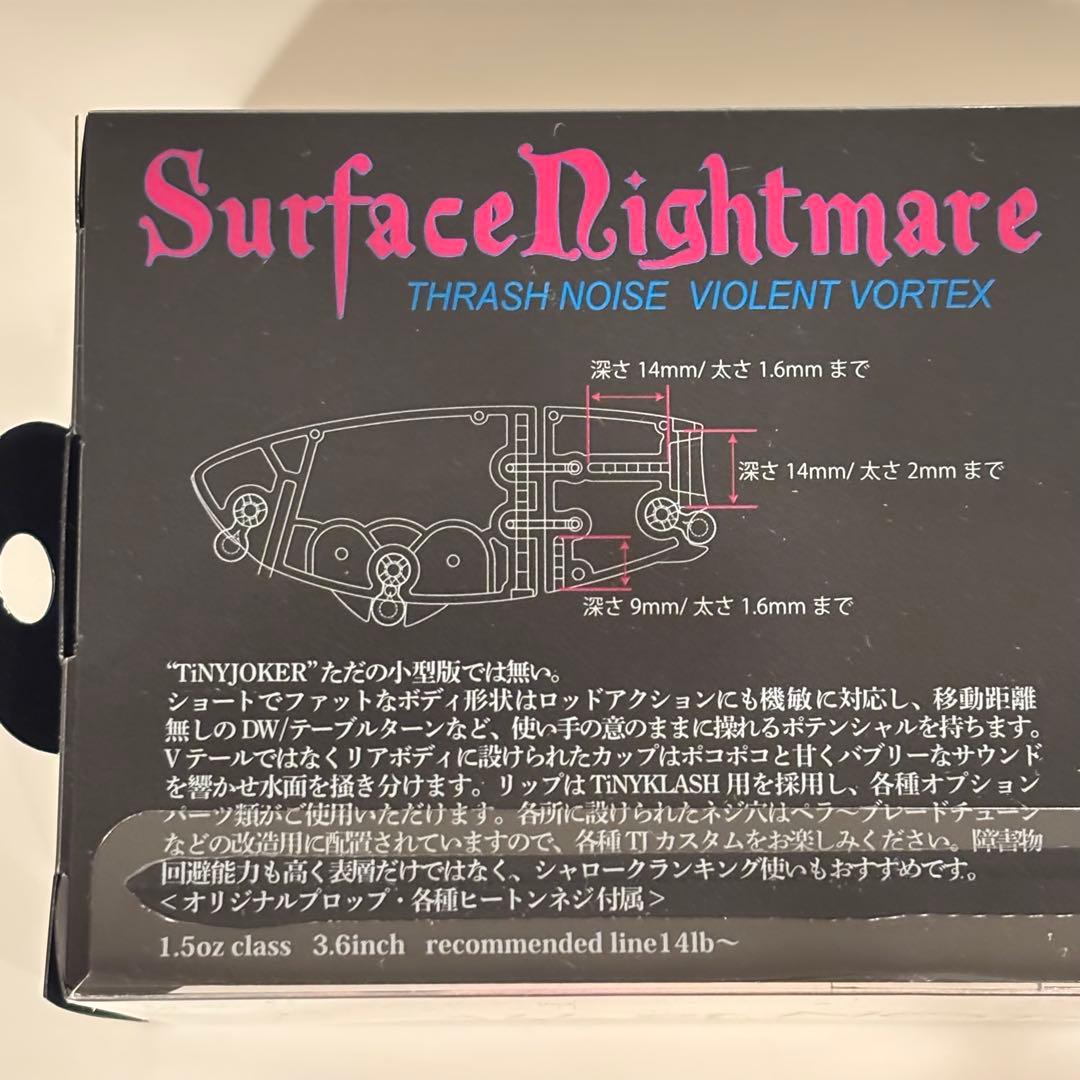 SurfaceNightmare
THRASH NOISE VIOLENT VORTEX
深さ 14mm/ 太さ 1.6mm まで
深さ 14mm/ 太さ 2mm まで
深さ 9mm/ 太さ 1.6mm まで
“TiNYJOKER”ただの小型版では無い。
ショートでファットなボディ形状はロッドアクションにも機敏に対応し、移動距離
無しの DW/テーブルターンなど、使い手の意のままに操れるポテンシャルを持ちます。
V テールではなくリアボディに設けられたカップはポコポコと甘くバブリーなサウンド
を響かせ水面を掻き分けます。リップは TiNYKLASH 用を採用し、各種オプション
パーツ類がご使用いただけます。各所に設けられたネジ穴はペラ〜ブレードチューン
などの改造用に配置されていますので、各種 TJ カスタムをお楽しみください。障害物
回避能力も高く表層だけではなく、シャロークランキング使いもおすすめです。
＜オリジナルプロップ・各種ヒートンネジ付属＞
1.5oz class 3.6inch recommended line14lb〜